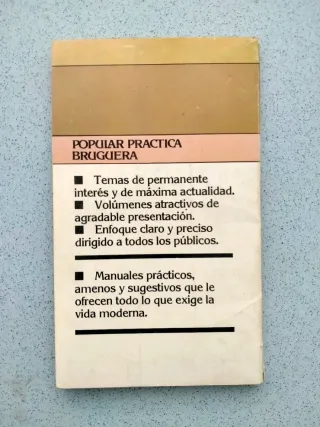 POPULAR PRACTICA
BRUGUERA
■ Temas de permanente
interés y de máxima actualidad.
■ Volúmenes atractivos de
agradable presentación.
■ Enfoque claro y preciso
dirigido a todos los públicos.
■ Manuales prácticos,
amenos y sugestivos que le
ofrecen todo lo que exige la
vida moderna.